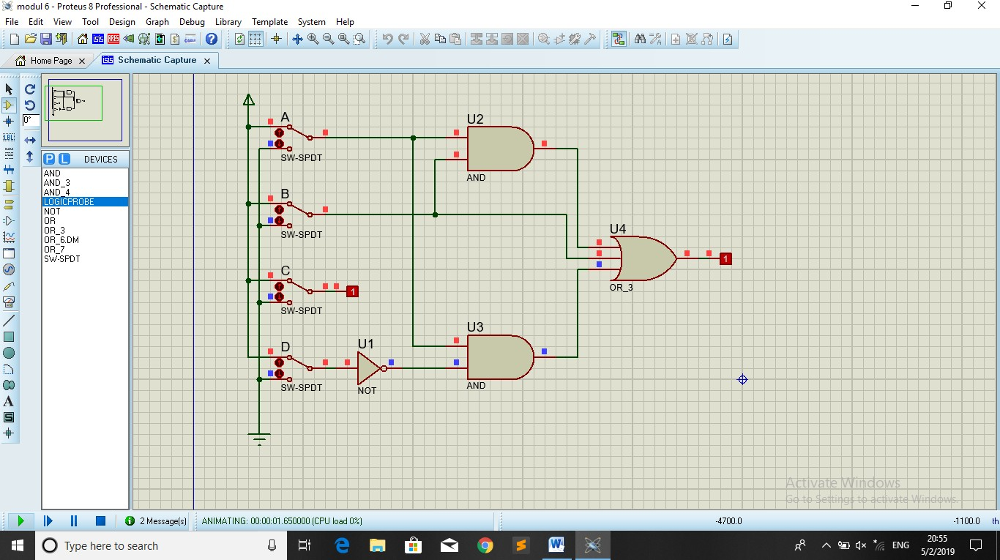 modul 6 - Proteus 8 Professional - Schematic Capture
File Edit View Tool Design Graph Debug Library Template System Help
Home Page
Schematic Capture
0°
LBL
P L DEVICES
AND
AND_3
AND_4
LOGICPROBE
NOT
OR
OR_3
OR_6.DM
OR_7
SW-SPDT
A
SW-SPDT
B
SW-SPDT
C
1
SW-SPDT
D
SW-SPDT
U1
NOT
U2
AND
U3
AND
U4
OR_3
1
Activate Windows
Go to Settings to activate Windows.
2 Message(s)
ANIMATING: 00:00:01.650000 (CPU load 0%)
-4700.0
-1100.0
th
Type here to search
ENG
20:55
5/2/2019